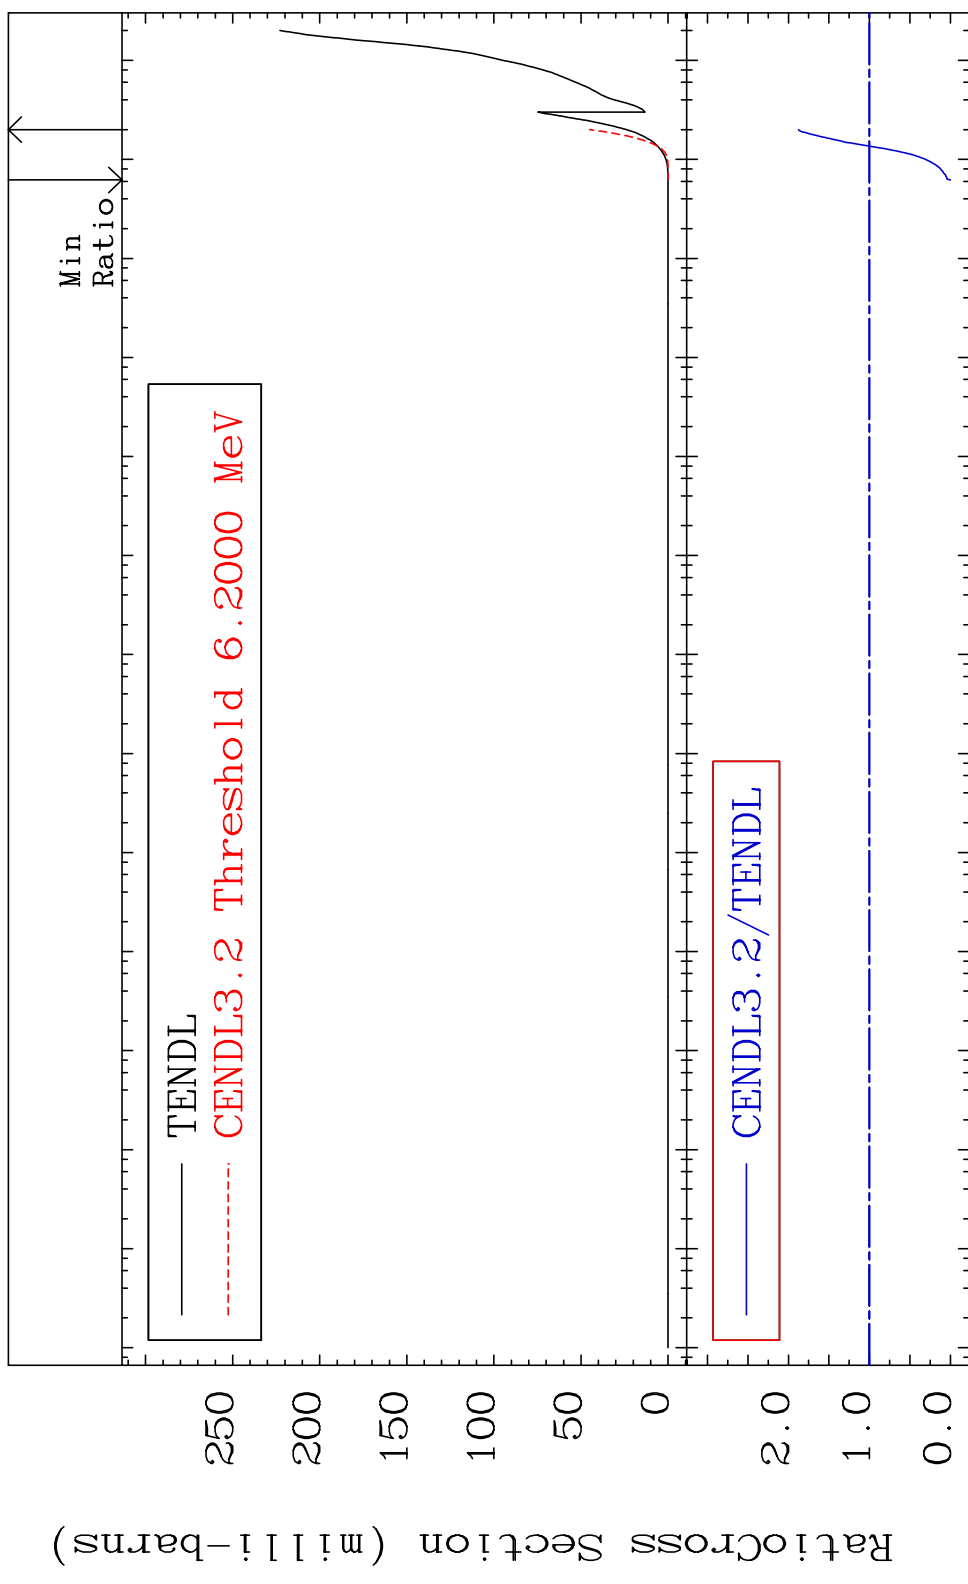 Min
Ratio
TENDL
CENDL3.2 Threshold 6.2000 MeV
250
200
150
100
50
0
CENDL3.2/TENDL
2.0
1.0
0.0
RatioCross Section (milli-barns)